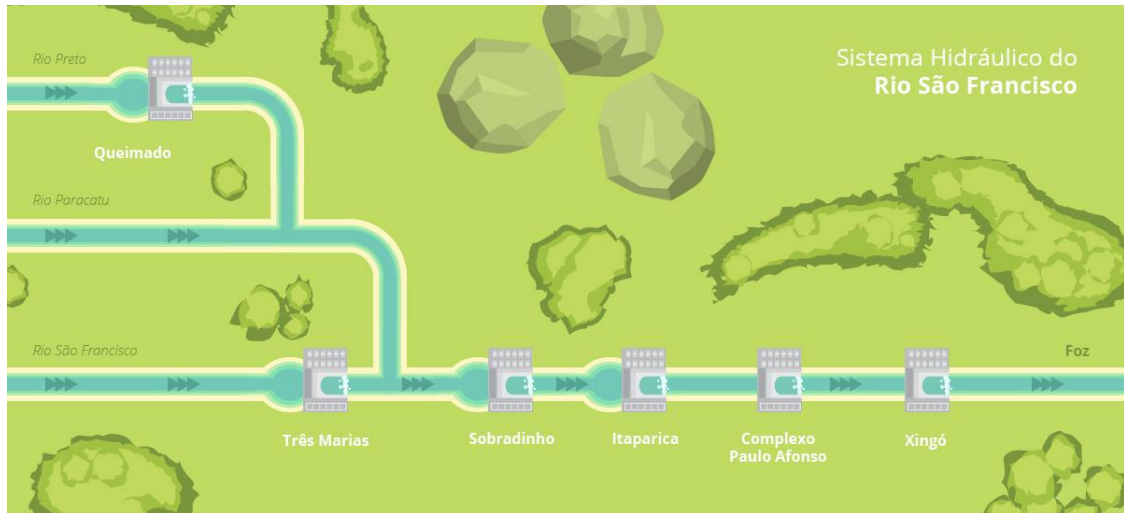 Sistema Hidráulico do
Rio São Francisco
Rio Preto
Queimado
Rio Paracatu
Rio São Francisco
Foz
Três Marias
Sobradinho
Itaparica
Complexo
Paulo Afonso
Xingó